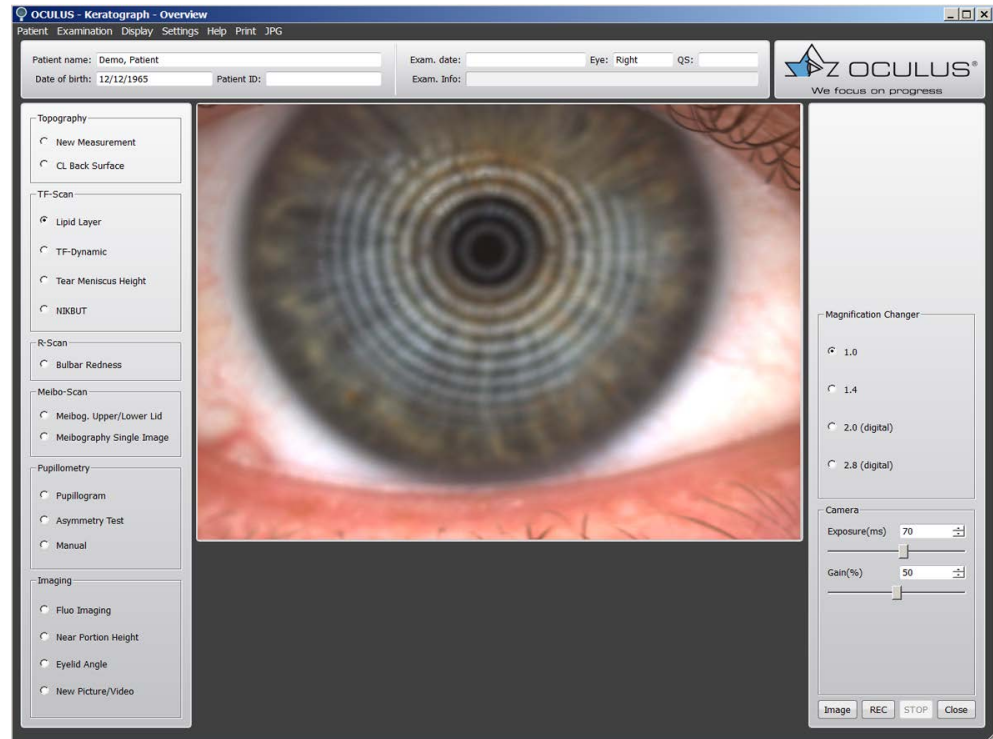 OCULUS - Keratograph - Overview
Patient Examination Display Settings Help Print JPG
Patient name: Demo, Patient
Date of birth: 12/12/1965 Patient ID:
Exam. date: Eye: Right QS:
Exam. Info:
OCULUS®
We focus on progress
Topography
New Measurement
CL Back Surface
TF-Scan
Lipid Layer
TF-Dynamic
Tear Meniscus Height
NIKBUT
R-Scan
Bulbar Redness
Meibo-Scan
Meibog. Upper/Lower Lid
Meibography Single Image
Pupillometry
Pupillogram
Asymmetry Test
Manual
Imaging
Fluo Imaging
Near Portion Height
Eyelid Angle
New Picture/Video
Magnification Changer
1.0
1.4
2.0 (digital)
2.8 (digital)
Camera
Exposure(ms) 70
Gain(%) 50
Image REC STOP Close